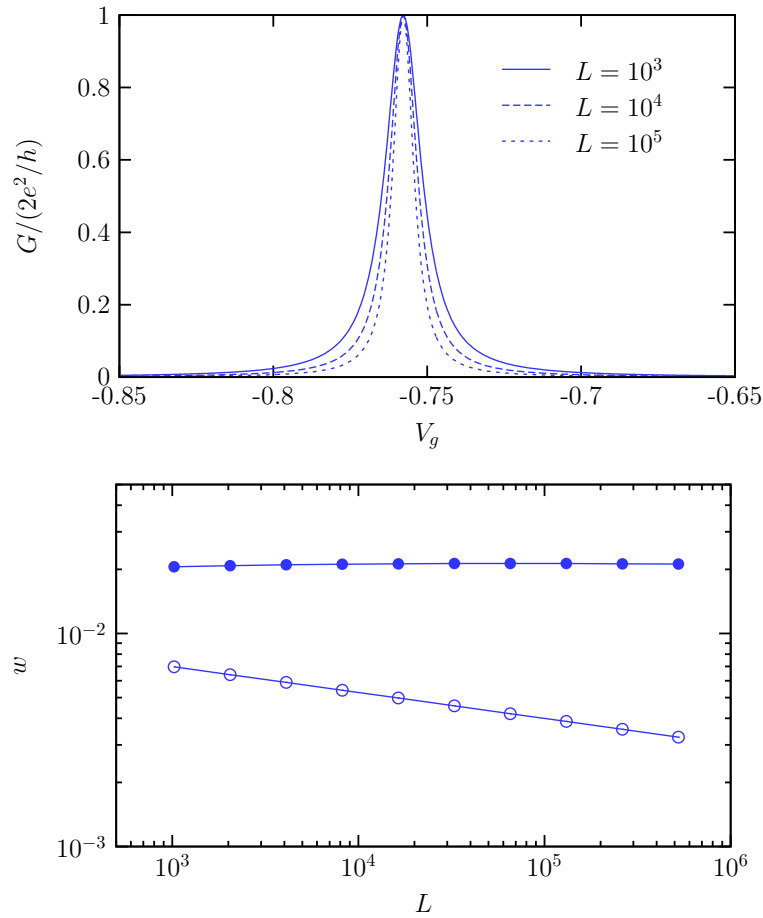 1
0.8
0.6
0.4
0.2
0
G/(2e²/h)
L = 10³
L = 10⁴
L = 10⁵
-0.85 -0.8 -0.75 -0.7 -0.65
V_g
10⁻²
10⁻³
w
10³ 10⁴ 10⁵ 10⁶
L